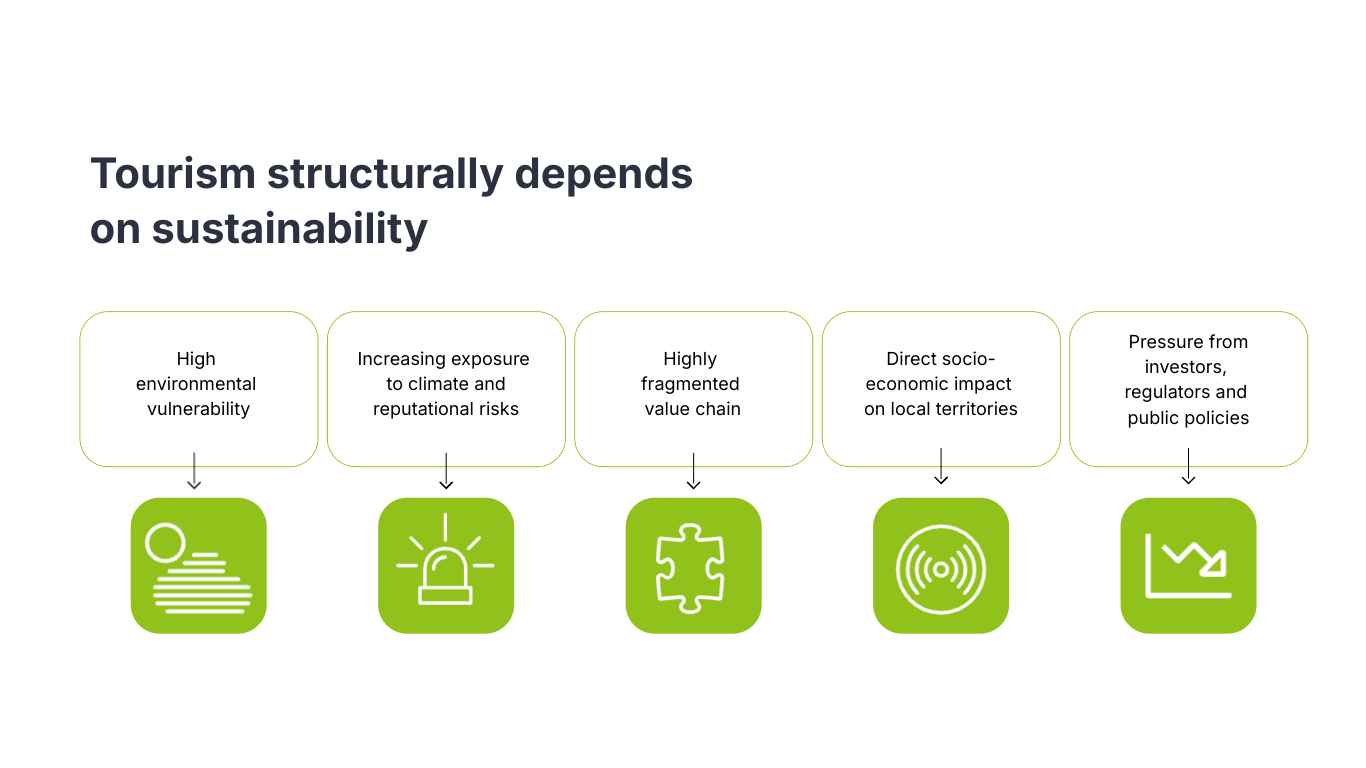 Tourism structurally depends
on sustainability
High
environmental
vulnerability
Increasing exposure
to climate and
reputational risks
Highly
fragmented
value chain
Direct socio-
economic impact
on local territories
Pressure from
investors,
regulators and
public policies